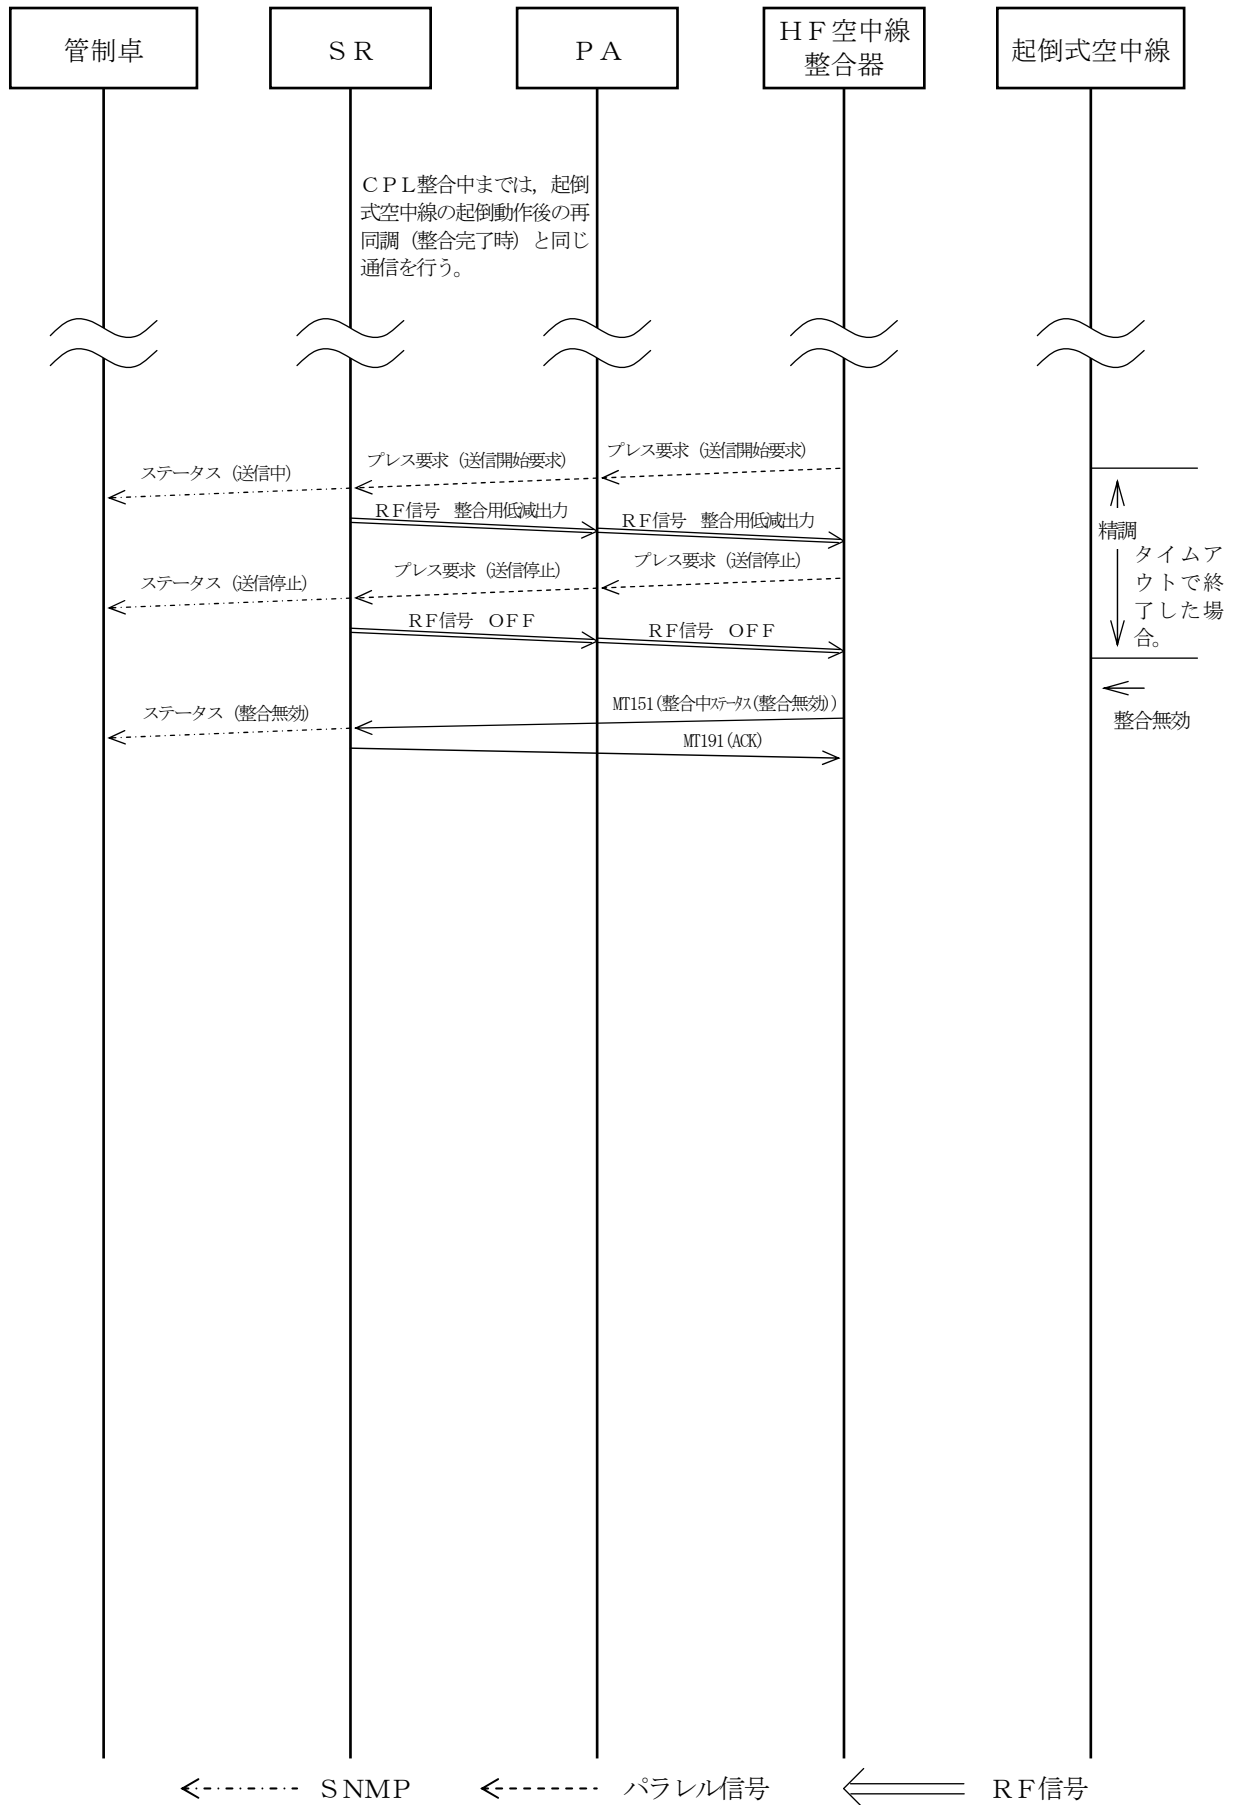 管制卓
ＳＲ
ＰＡ
ＨＦ空中線
整合器
起倒式空中線
ＣＰＬ整合中までは，起倒
式空中線の起倒動作後の再
同調（整合完了時）と同じ
通信を行う。
プレス要求（送信開始要求）
プレス要求（送信開始要求）
ステータス（送信中）
ＲＦ信号　整合用低減出力
ＲＦ信号　整合用低減出力
精調
タイムア
ウトで終
了した場
合。
プレス要求（送信停止）
プレス要求（送信停止）
ステータス（送信停止）
ＲＦ信号　ＯＦＦ
ＲＦ信号　ＯＦＦ
MT151(整合中ｽﾃｰﾀｽ(整合無効))
ステータス（整合無効）
整合無効
MT191(ACK)
ＳＮＭＰ
パラレル信号
ＲＦ信号